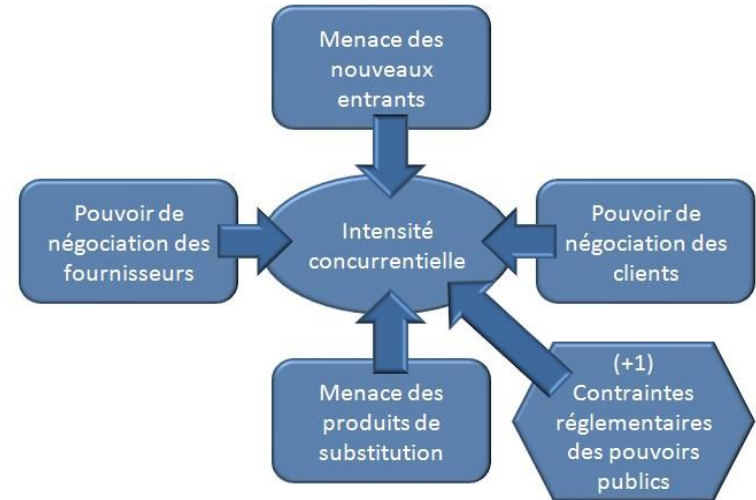 Menace des
nouveaux
entrants
Pouvoir de
négociation des
fournisseurs
Intensité
concurrentielle
Pouvoir de
négociation des
clients
Menace des
produits de
substitution
(+1)
Contraintes
réglementaires
des pouvoirs
publics